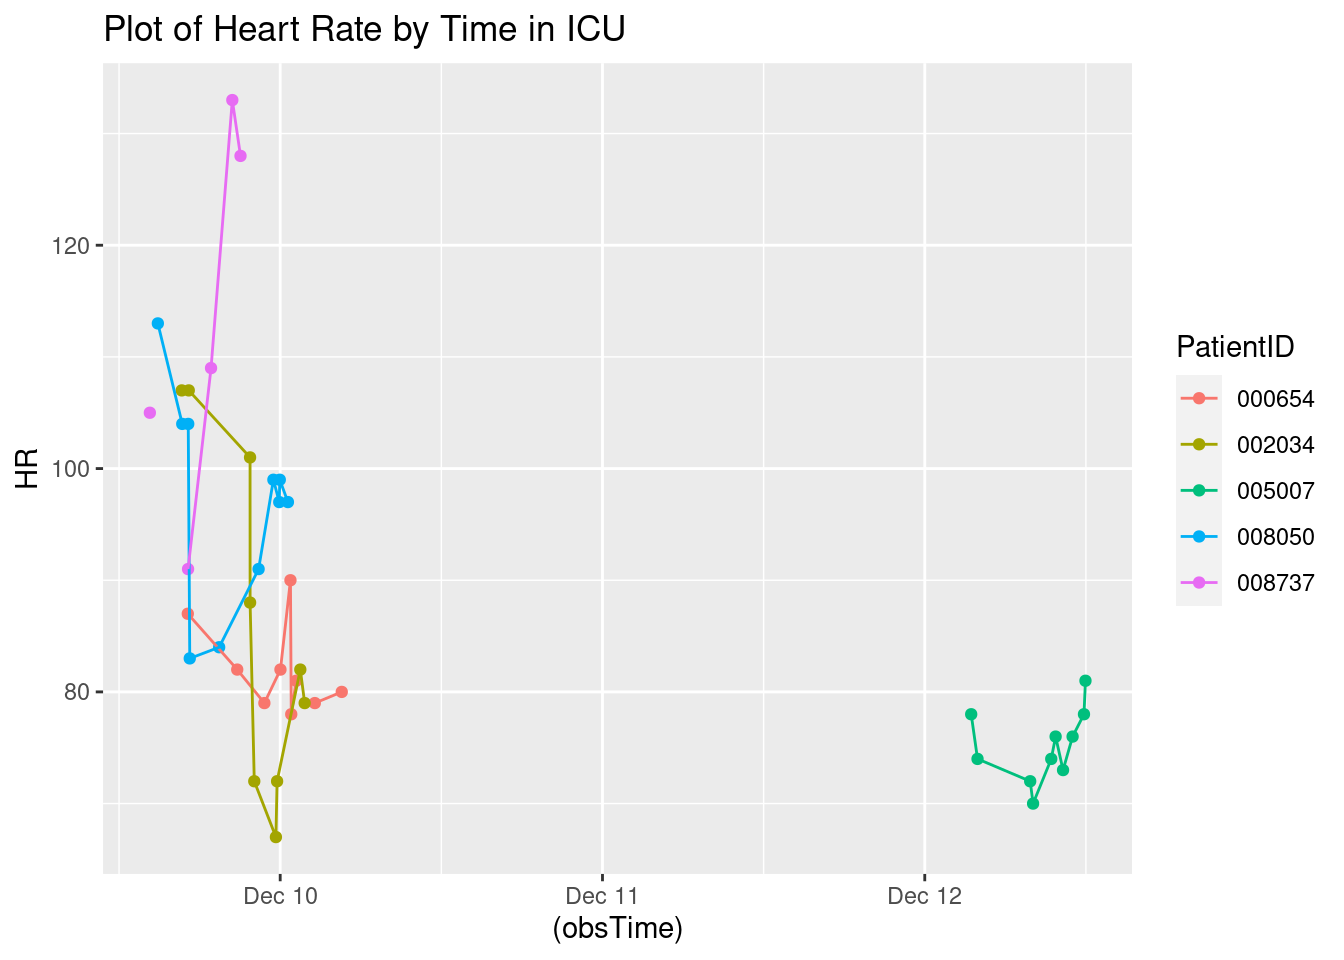 Plot of Heart Rate by Time in ICU
120
100
80
HR
Dec 10
Dec 11
Dec 12
(obsTime)
PatientID
000654
002034
005007
008050
008737